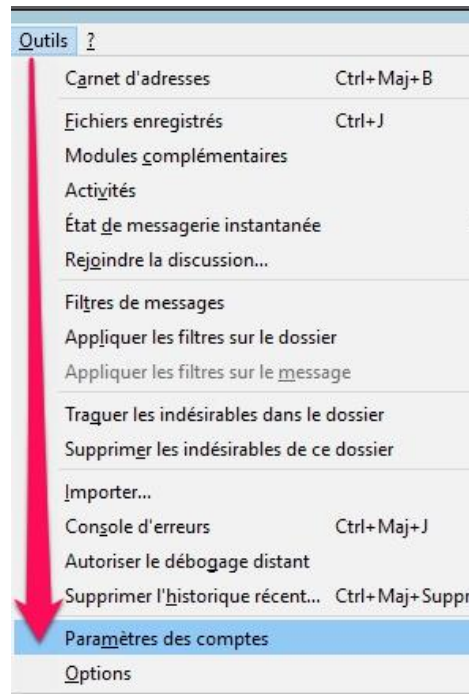 Outils ?
Carnet d'adresses Ctrl+Maj+B
Fichiers enregistrés Ctrl+J
Modules complémentaires
Activités
État de messagerie instantanée
Rejoindre la discussion...
Filtres de messages
Appliquer les filtres sur le dossier
Appliquer les filtres sur le message
Traquer les indésirables dans le dossier
Supprimer les indésirables de ce dossier
Importer...
Console d'erreurs Ctrl+Maj+J
Autoriser le débogage distant
Supprimer l'historique récent... Ctrl+Maj+Suppr
Paramètres des comptes
Options